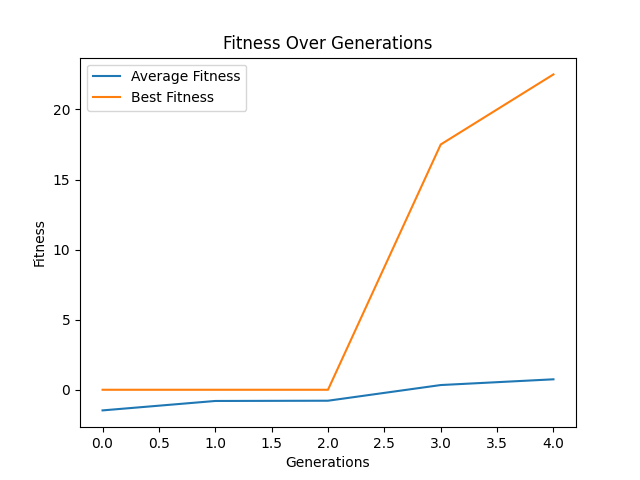 Fitness Over Generations
Average Fitness
Best Fitness
20
15
10
5
0
Fitness
0.0 0.5 1.0 1.5 2.0 2.5 3.0 3.5 4.0
Generations